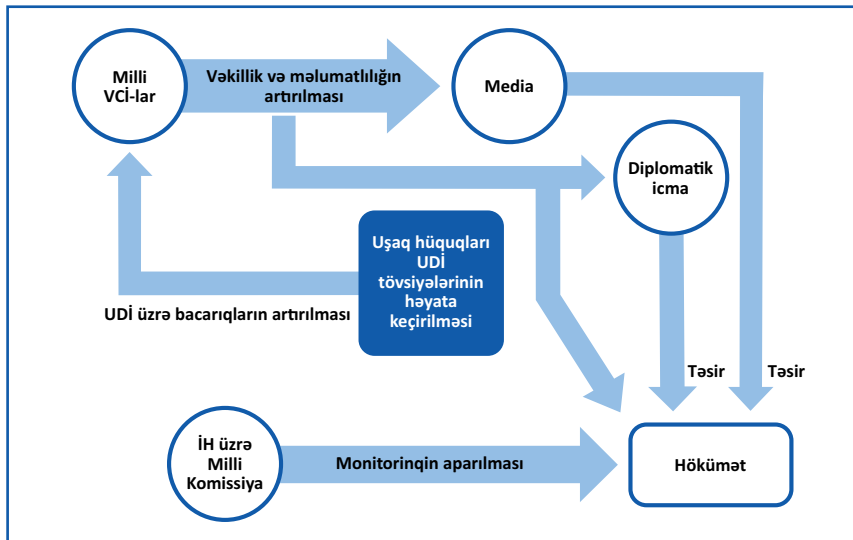 Milli
VCİ-lar
Vəkillik və məlumatlılığın
artırılması
Media
Diplomatik
icma
Uşaq hüquqları
UDİ
tövsiyələrinin
həyata
keçirilməsi
UDİ üzrə bacarıqların artırılması
Təsir
Təsir
İH üzrə
Milli
Komissiya
Monitorinqin aparılması
Hökümət